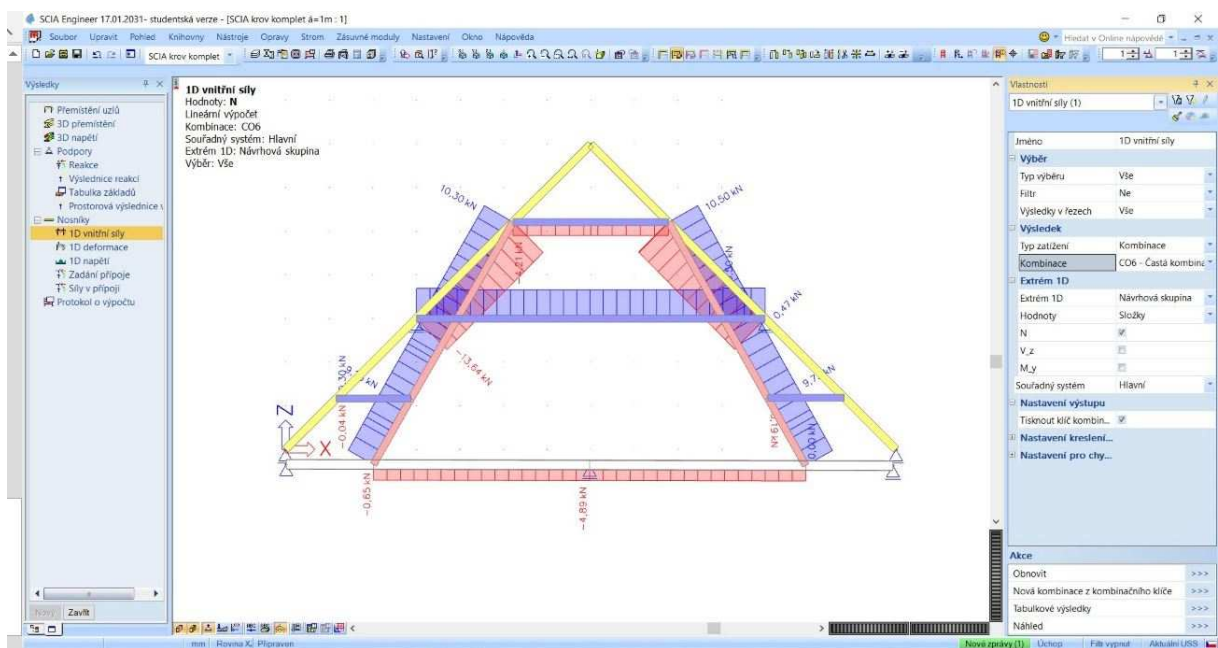 SCIA Engineer 17.01.2031- studentská verze - [SCIA krov komplet á=1m : 1]
Soubor Upravit Pohled Knihovny Nástroje Opravy Strom Zásuvné moduly Nastavení Okno Nápověda
SCIA krov komplet
Hledat v Online nápovědě
Výsledky
Přemístění uzlů
3D přemístění
3D napětí
Podpory
Reakce
Výslednice reakcí
Tabulka základů
Prostorová výslednice v
Nosníky
1D vnitřní síly
1D deformace
1D napětí
Zadání přípoje
Síly v přípoji
Protokol o výpočtu
Nový Zavřít
1D vnitřní síly
Hodnoty: N
Lineární výpočet
Kombinace: CO6
Souřadný systém: Hlavní
Extrém 1D: Návrhová skupina
Výběr: Vše
10,30 kN
10,50 kN
-4,21 kN
0,47 kN
-13,64 kN
-0,04 kN
Z
X
-0,65 kN
-4,89 kN
Vlastnosti
1D vnitřní síly (1)
Jméno 1D vnitřní síly
Výběr
Typ výběru Vše
Filtr Ne
Výsledky v řezech Vše
Výsledek
Typ zatížení Kombinace
Kombinace CO6 - Častá kombina
Extrém 1D
Extrém 1D Návrhová skupina
Hodnoty Složky
N
V_z
M_y
Souřadný systém Hlavní
Nastavení výstupu
Tisknout klíč kombin...
Nastavení kreslení...
Nastavení pro chy...
Akce
Obnovit >>>
Nová kombinace z kombinačního klíče >>>
Tabulkové výsledky >>>
Náhled >>>
mm Rovina XZ Připraven
Nové zprávy (1) Úchop Filtr vypnut Aktuální USS